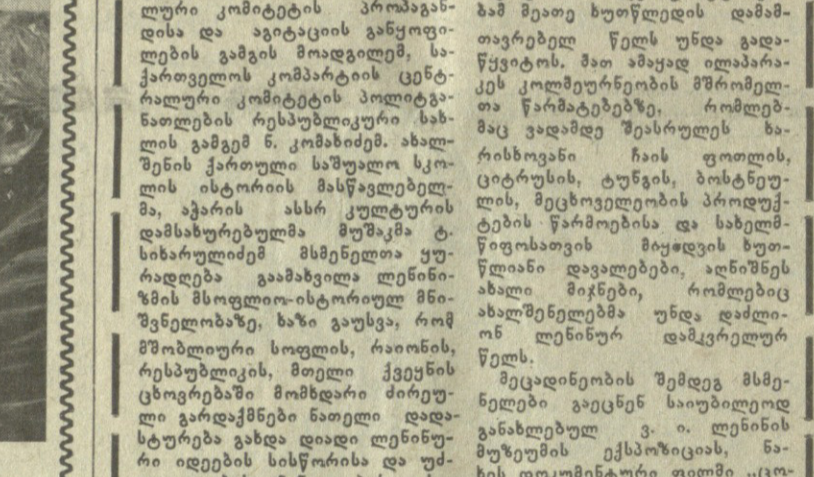 ლური კომიტეტის პროპაგან-
დისა და აგიტაციის განყოფი-
ლების გამგის მოადგილემ, სა-
ქართველოს კომპარტიის ცენტ-
რალური კომიტეტის პოლიტგა-
ნათლების რესპუბლიკური სახ-
ლის გამგემ ნ. კომახიძემ. ახალ-
შენის ქართული საშუალო სკო-
ლის ისტორიის მასწავლებელ-
მა, აჭარის ასსრ კულტურის
დამსახურებულმა მუშაკმა ტ.
სიხარულიძემ მსმენელთა ყუ-
რადღება გაამახვილა ლენინი-
ზმის მსოფლიო-ისტორიულ მნი-
შვნელობაზე, ხაზი გაუსვა, რომ
მშობლიური სოფლის, რაიონის,
რესპუბლიკის, მთელი ქვეყნის
ცხოვრებაში მომხდარი ძირეუ-
ლი გარდაქმნები ნათელი დადა-
სტურება გახდა დიადი ლენინუ-
რი იდეების სისწორისა და უძ-
ბამ მეათე ხუთწლედის დამამ-
თავრებელ წელს უნდა გადა-
წყვიტოს. მათ ამაყად ილაპარა-
კეს კოლმეურნეობის მშრომელ-
თა წარმატებებზე, რომლებ-
მაც ვადამდე შეასრულეს ხა-
რისხოვანი ჩაის ფოთლის,
ციტრუსის, ტუნგის, ბოსტნეუ-
ლის, მეცხოველეობის პროდუქ-
ტების წარმოებისა და სახელმ-
წიფოსათვის მიყიდვის ხუთ-
წლიანი დავალებები, აღნიშნეს
ახალი მიჯნები, რომლებიც
ახალშენელებმა უნდა დაძლი-
ონ ლენინურ დამკვრელურ
წელს.
მეცადინეობის შემდეგ მსმე-
ნელები გაეცნენ საიუბილეოდ
განახლებულ ვ. ი. ლენინის
მუზეუმის ექსპოზიციას, ნა-
ხეს დოკუმენტური ფილმი „ცო-